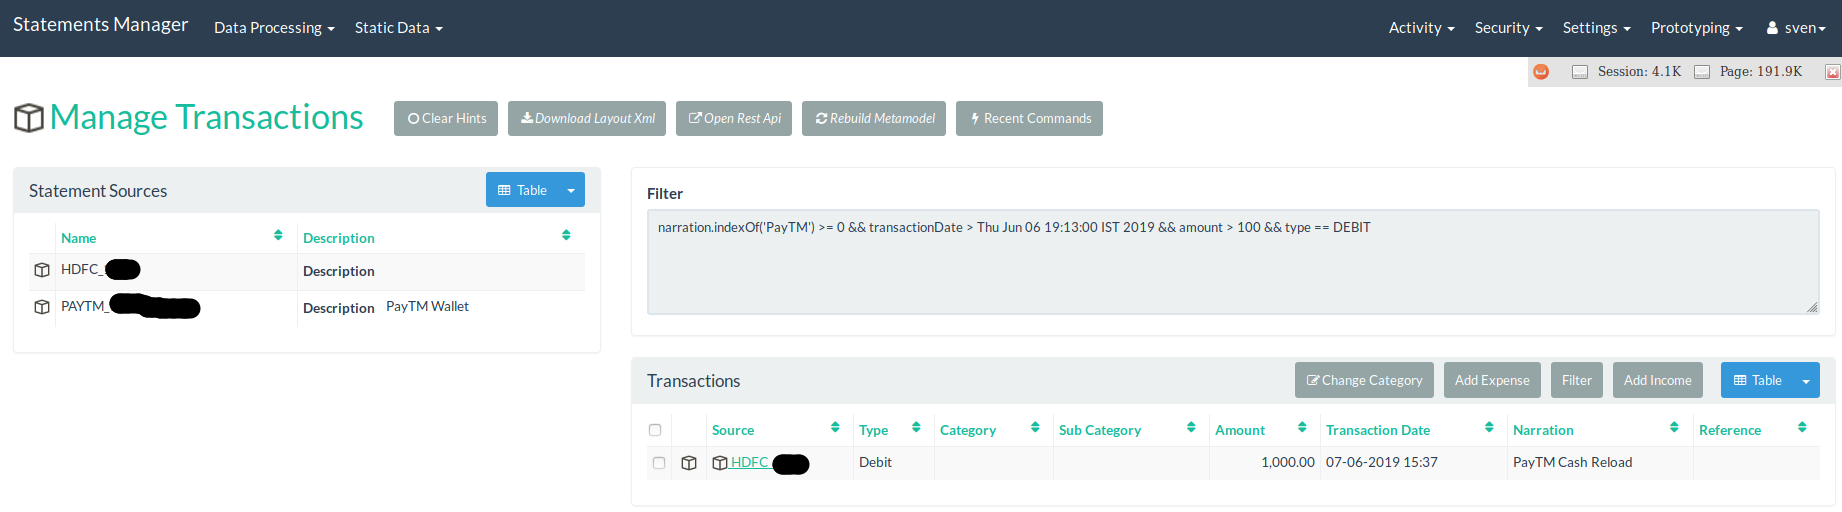 Statements Manager Data Processing Static Data Activity Security Settings Prototyping sven
Session: 4.1K Page: 191.9K
Manage Transactions Clear Hints Download Layout Xml Open Rest Api Rebuild Metamodel Recent Commands
Statement Sources Table
Name Description
HDFC_ Description
PAYTM_ Description PayTM Wallet
Filter
narration.indexOf('PayTM') >= 0 && transactionDate > Thu Jun 06 19:13:00 IST 2019 && amount > 100 && type == DEBIT
Transactions Change Category Add Expense Filter Add Income Table
Source Type Category Sub Category Amount Transaction Date Narration Reference
HDFC_ Debit 1,000.00 07-06-2019 15:37 PayTM Cash Reload